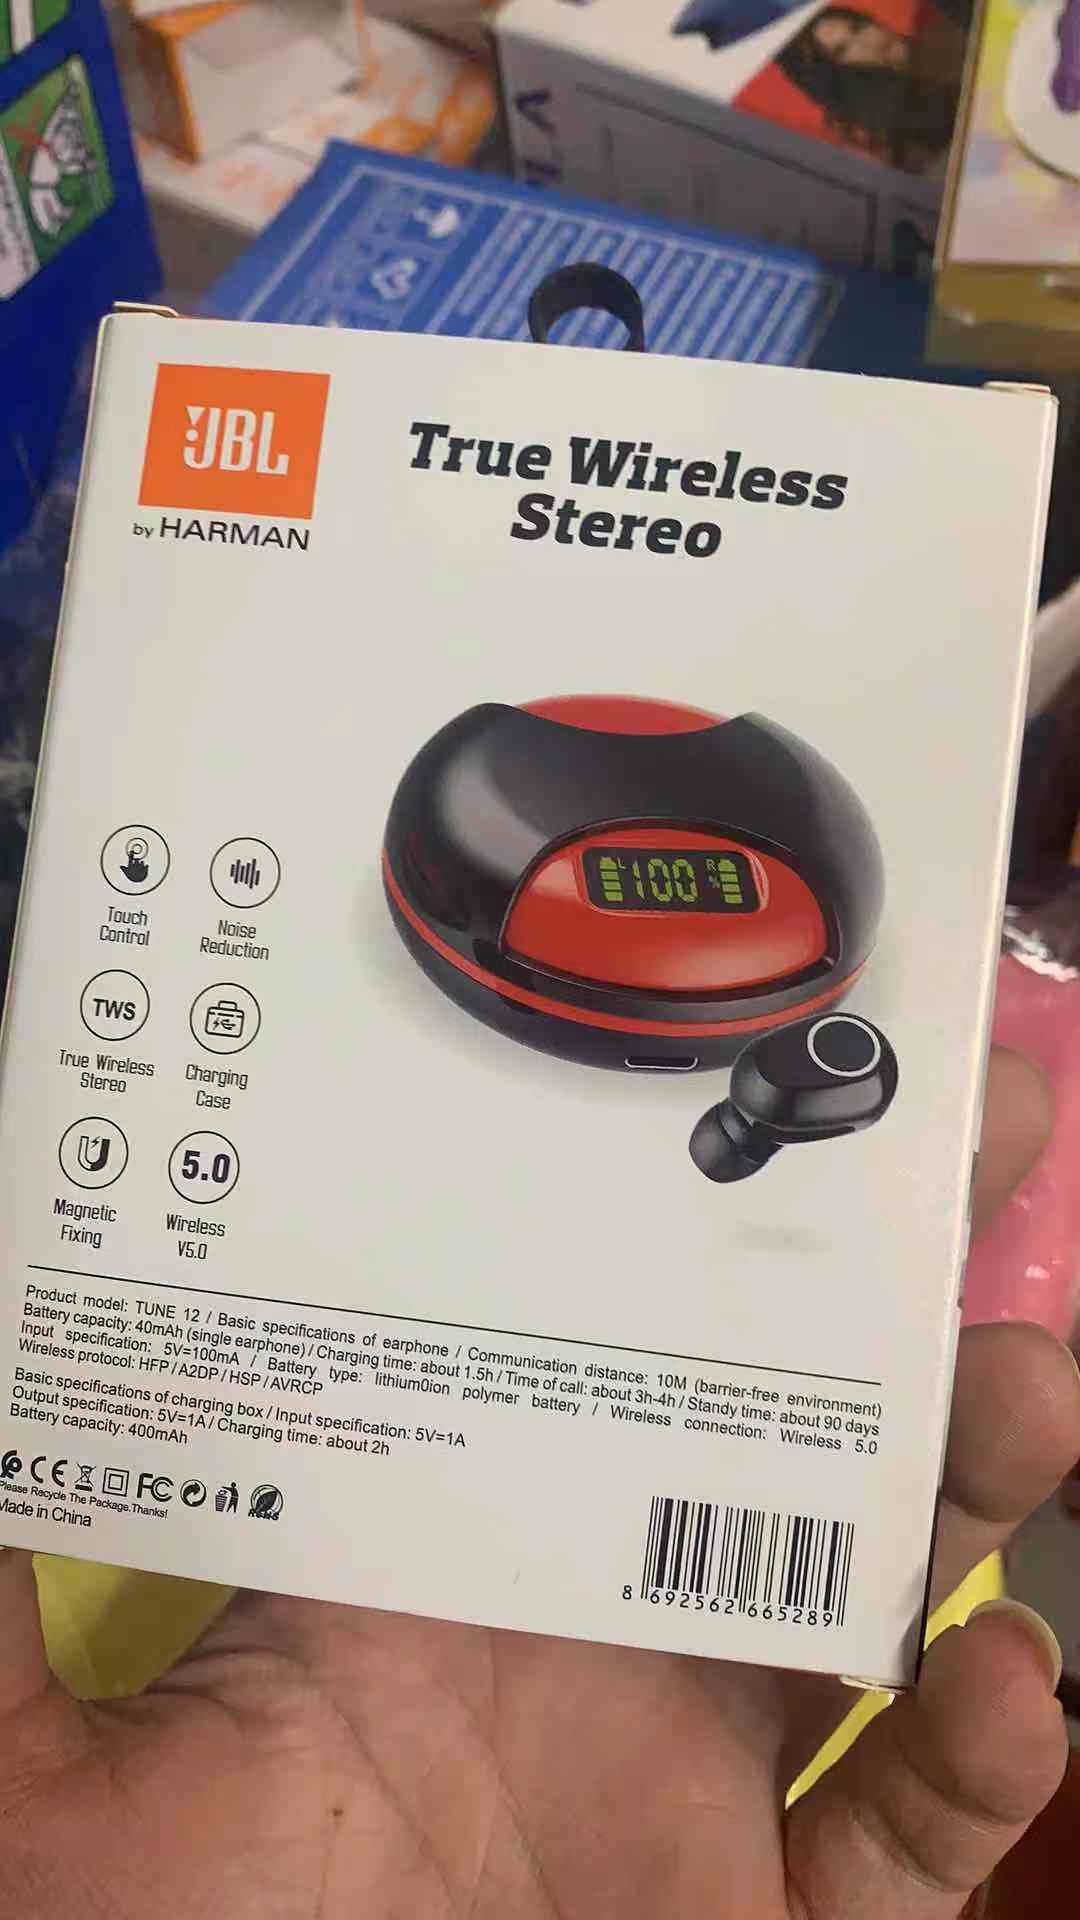 JBL
by HARMAN
True Wireless
Stereo
L 100 R
%
Touch
Control
Noise
Reduction
TWS
True Wireless
Stereo
Charging
Case
Magnetic
Fixing
5.0
Wireless
V5.0
Product model: TUNE 12 / Basic specifications of earphone / Communication distance: 10M (barrier-free environment)
Battery capacity: 40mAh (single earphone) / Charging time: about 1.5h / Time of call: about 3h-4h / Standy time: about 90 days
Input specification: 5V=100mA / Battery type: lithium0ion polymer battery / Wireless connection: Wireless 5.0
Wireless protocol: HFP / A2DP / HSP / AVRCP
Basic specifications of charging box / Input specification: 5V=1A
Output specification: 5V=1A / Charging time: about 2h
Battery capacity: 400mAh
CE FC RoHS
Please Recycle The Package.Thanks!
Made in China
8 692562 665289